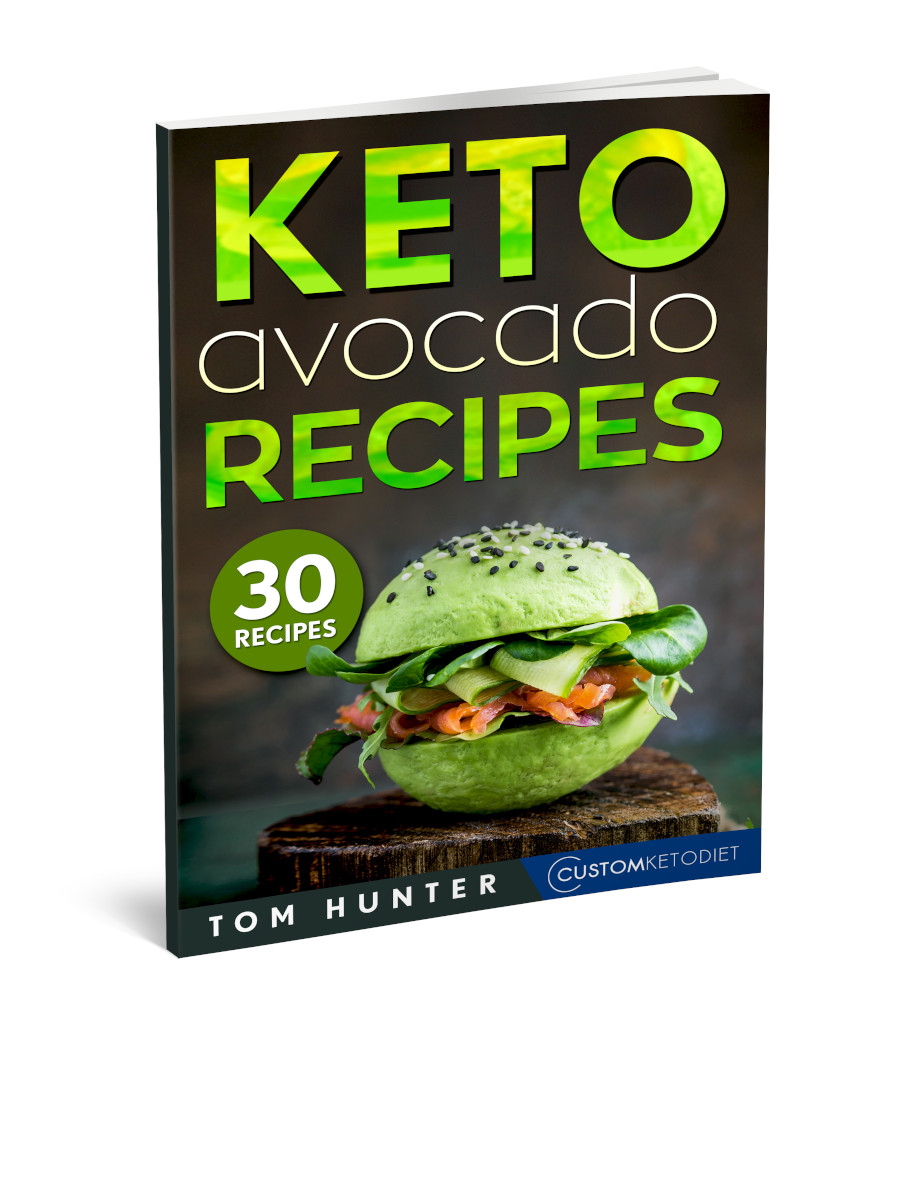 KETO
avocado
RECIPES
30
RECIPES
TOM HUNTER
CUSTOMKETODIET